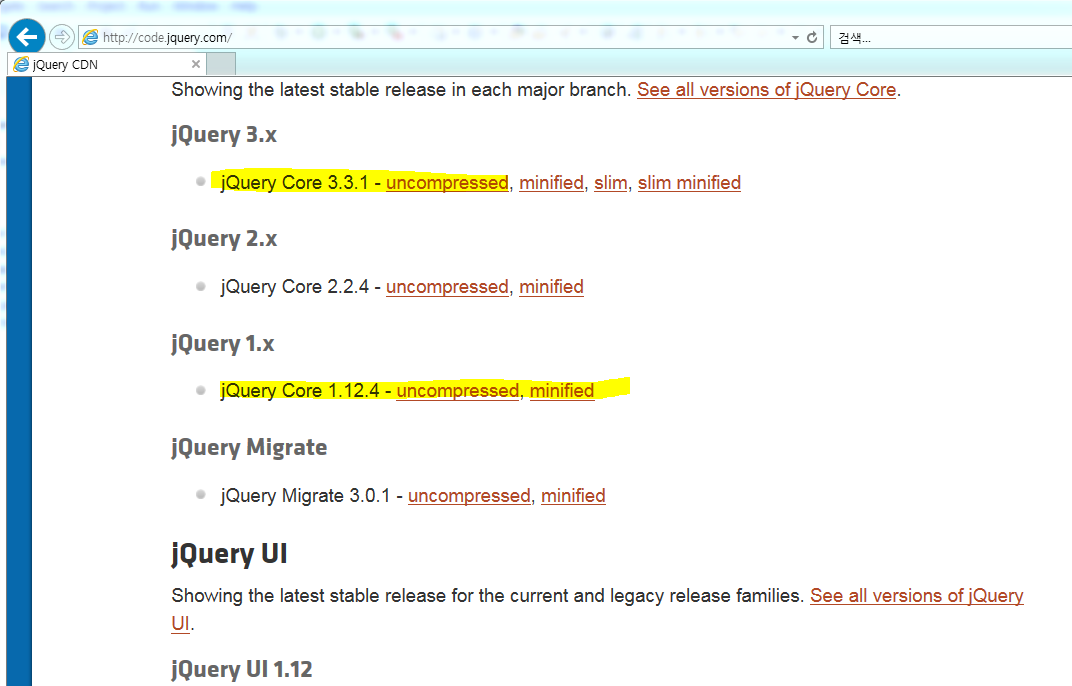 http://code.jquery.com/
검색...
jQuery CDN
Showing the latest stable release in each major branch. See all versions of jQuery Core.
jQuery 3.x
jQuery Core 3.3.1 - uncompressed, minified, slim, slim minified
jQuery 2.x
jQuery Core 2.2.4 - uncompressed, minified
jQuery 1.x
jQuery Core 1.12.4 - uncompressed, minified
jQuery Migrate
jQuery Migrate 3.0.1 - uncompressed, minified
jQuery UI
Showing the latest stable release for the current and legacy release families. See all versions of jQuery
UI.
jQuery UI 1.12